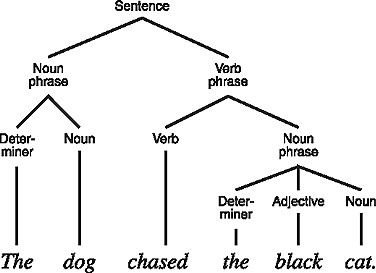 Sentence
Noun
phrase
Verb
phrase
Deter-
miner
Noun
Verb
Noun
phrase
Deter-
miner
Adjective
Noun
The dog chased the black cat.